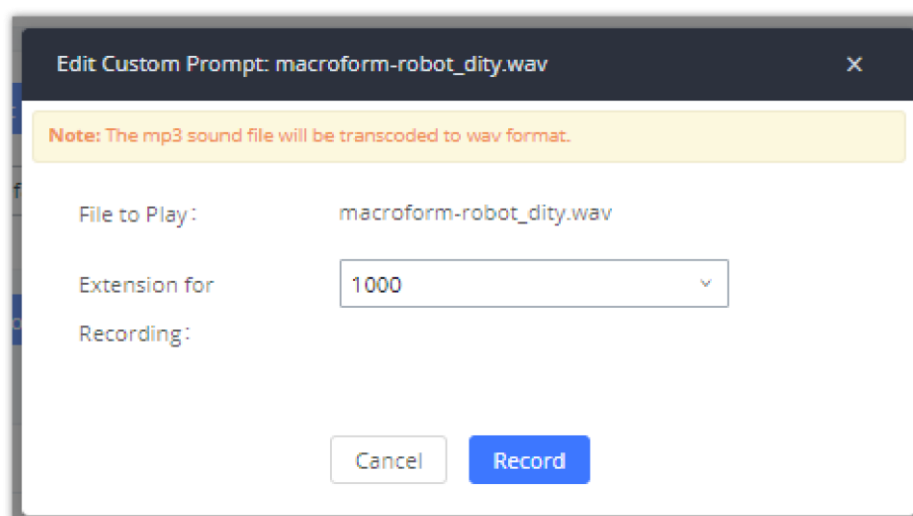 Edit Custom Prompt: macroform-robot_dity.wav
Note: The mp3 sound file will be transcoded to wav format.
File to Play: macroform-robot_dity.wav
Extension for 1000
Recording:
Cancel Record